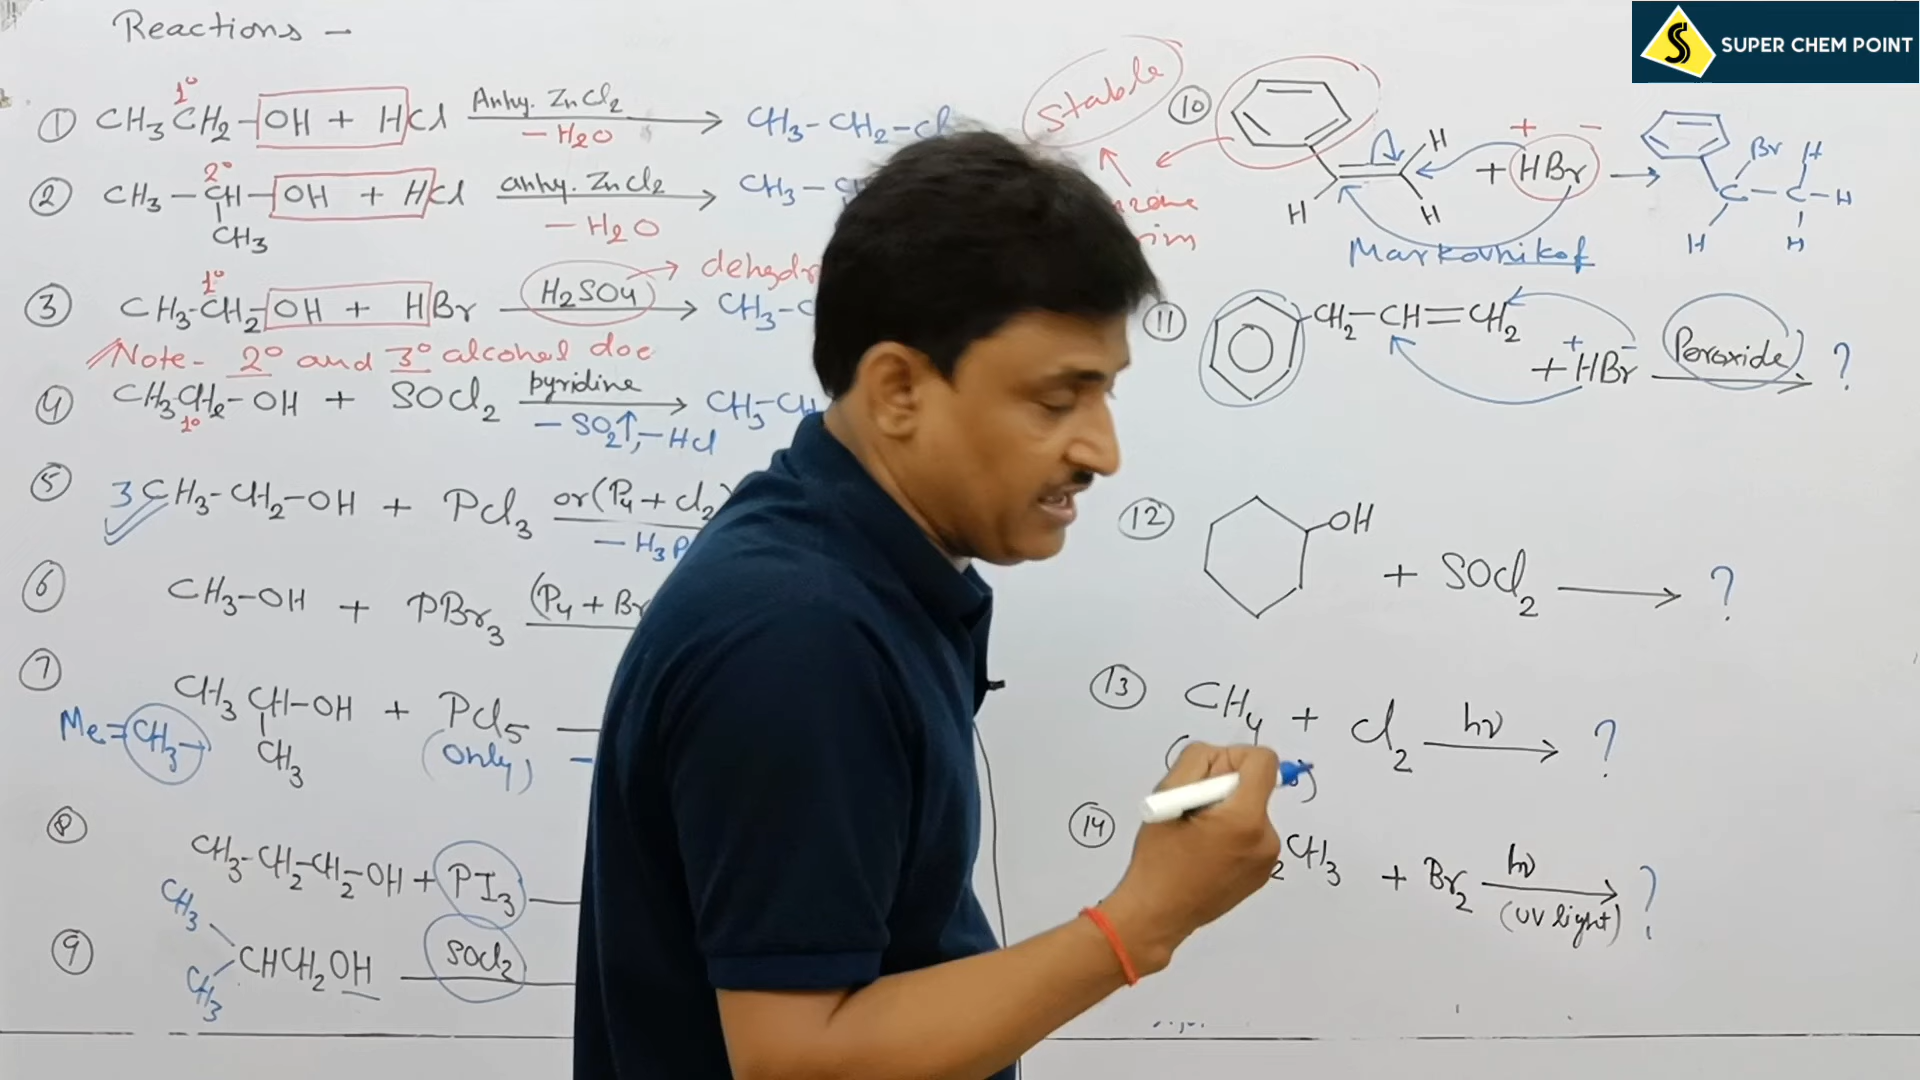 Reactions -
① 1° CH3CH2-OH + HCl Anhy. ZnCl2 -H2O CH3-CH2-Cl
② 2° CH3-CH-OH + HCl anhy. ZnCl2 -H2O CH3-
CH3
③ 1° CH3-CH2-OH + HBr H2SO4 CH3-
Note- 2° and 3° alcohol
④ CH3CH2-OH + SOCl2 pyridine CH3-
1° -SO2↑, -HCl
⑤ 3CH3-CH2-OH + PCl3 or (P4 + Cl2)
⑥ CH3-OH + PBr3 (P4 +
⑦ CH3 CH-OH + PCl5
Me=CH3- CH3 (only) -
⑧ CH3-CH2-CH2-OH + PI3
⑨ CH3 CHCH2OH SOCl2
CH3
Stable
⑩ H H H + HBr + - Br H C-C-H H H
Markovnikof
⑪ CH2-CH=CH2 + HBr + - Peroxide ?
⑫ OH + SOCl2 ?
⑬ CH4 + Cl2 hν ?
⑭ 2CH3 + Br2 hν (UV light) ?
SUPER CHEM POINT